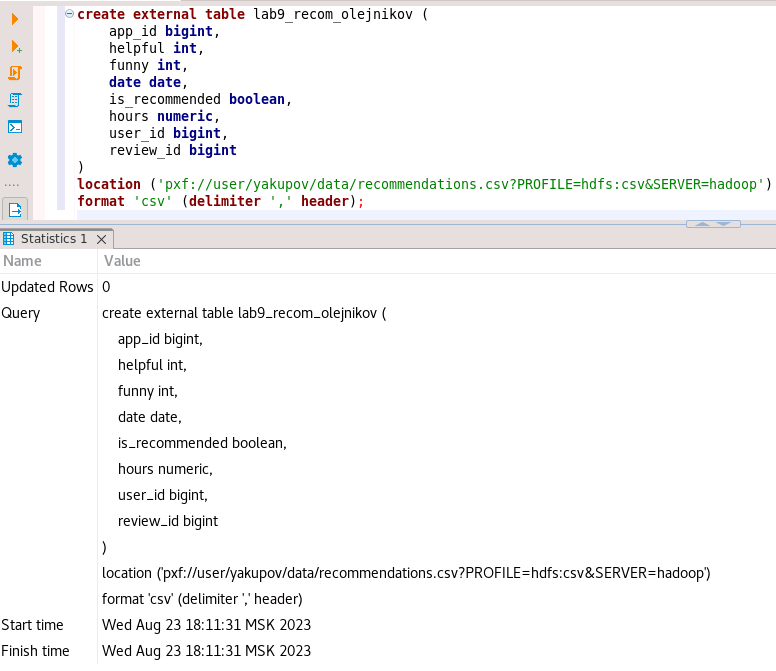 create external table lab9_recom_olejnikov (
app_id bigint,
helpful int,
funny int,
date date,
is_recommended boolean,
hours numeric,
user_id bigint,
review_id bigint
)
location ('pxf://user/yakupov/data/recommendations.csv?PROFILE=hdfs:csv&SERVER=hadoop')
format 'csv' (delimiter ',' header);
Statistics 1
Name Value
Updated Rows 0
Query create external table lab9_recom_olejnikov (
app_id bigint,
helpful int,
funny int,
date date,
is_recommended boolean,
hours numeric,
user_id bigint,
review_id bigint
)
location ('pxf://user/yakupov/data/recommendations.csv?PROFILE=hdfs:csv&SERVER=hadoop')
format 'csv' (delimiter ',' header)
Start time Wed Aug 23 18:11:31 MSK 2023
Finish time Wed Aug 23 18:11:31 MSK 2023